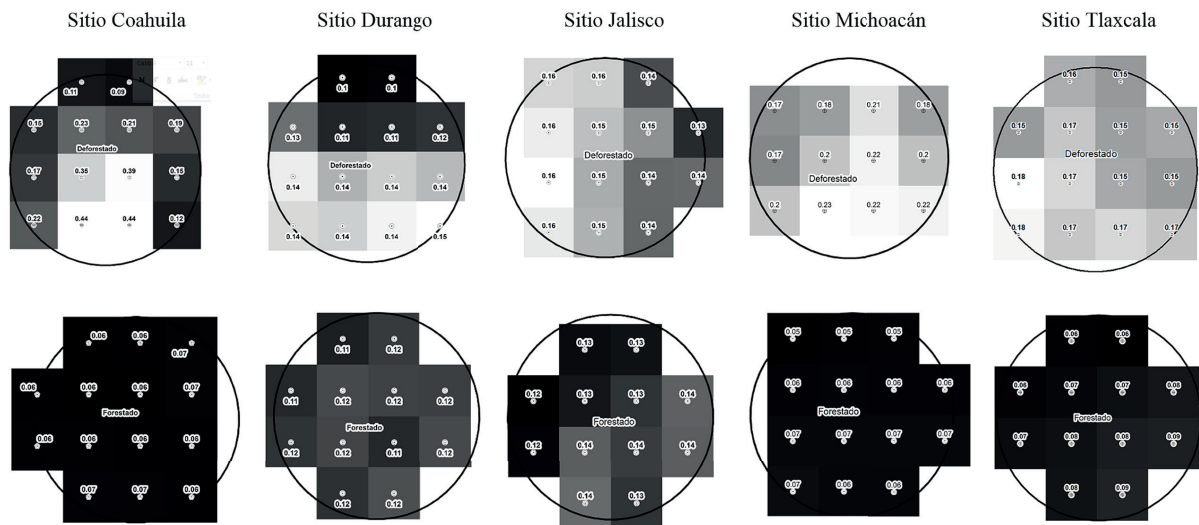 Sitio Coahuila
Sitio Durango
Sitio Jalisco
Sitio Michoacán
Sitio Tlaxcala
0.11 0.09
0.15 0.23 0.21 0.19
Deforestado
0.17 0.35 0.39 0.15
0.22 0.44 0.44 0.12
0.1 0.1
0.13 0.11 0.11 0.12
Deforestado
0.14 0.14 0.14 0.14
0.14 0.14 0.14 0.15
0.16 0.16 0.14
0.16 0.15 0.15 0.13
Deforestado
0.16 0.15 0.14 0.14
0.16 0.15 0.14
0.17 0.18 0.21 0.18
0.17 0.2 0.22 0.2
Deforestado
0.2 0.23 0.22 0.22
0.16 0.15
0.15 0.17 0.15 0.15
Deforestado
0.18 0.17 0.15 0.15
0.18 0.17 0.17 0.17
0.06 0.06 0.07
0.06 0.06 0.06 0.07
Forestado
0.06 0.06 0.06 0.06
0.07 0.07 0.06
0.11 0.12
0.11 0.12 0.12 0.12
Forestado
0.12 0.12 0.11 0.12
0.12 0.12
0.13 0.13
0.12 0.13 0.13 0.14
Forestado
0.12 0.14 0.14 0.14
0.14 0.13
0.05 0.05 0.05
0.06 0.06 0.06 0.06
Forestado
0.07 0.07 0.07 0.07
0.07 0.06 0.06
0.06 0.06
0.06 0.07 0.07 0.08
Forestado
0.07 0.08 0.08 0.09
0.08 0.09